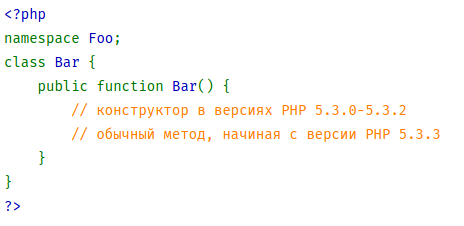 <?php
namespace Foo;
class Bar {
    public function Bar() {
        // конструктор в версиях PHP 5.3.0-5.3.2
        // обычный метод, начиная с версии PHP 5.3.3
    }
}
?>